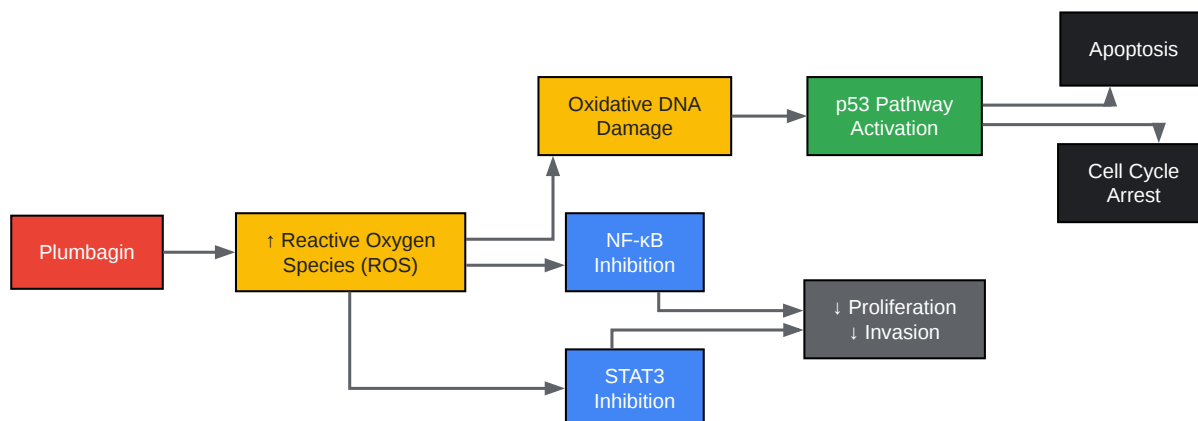 Plumbagin
↑ Reactive Oxygen
Species (ROS)
Oxidative DNA
Damage
p53 Pathway
Activation
Apoptosis
Cell Cycle
Arrest
NF-κB
Inhibition
STAT3
Inhibition
↓ Proliferation
↓ Invasion